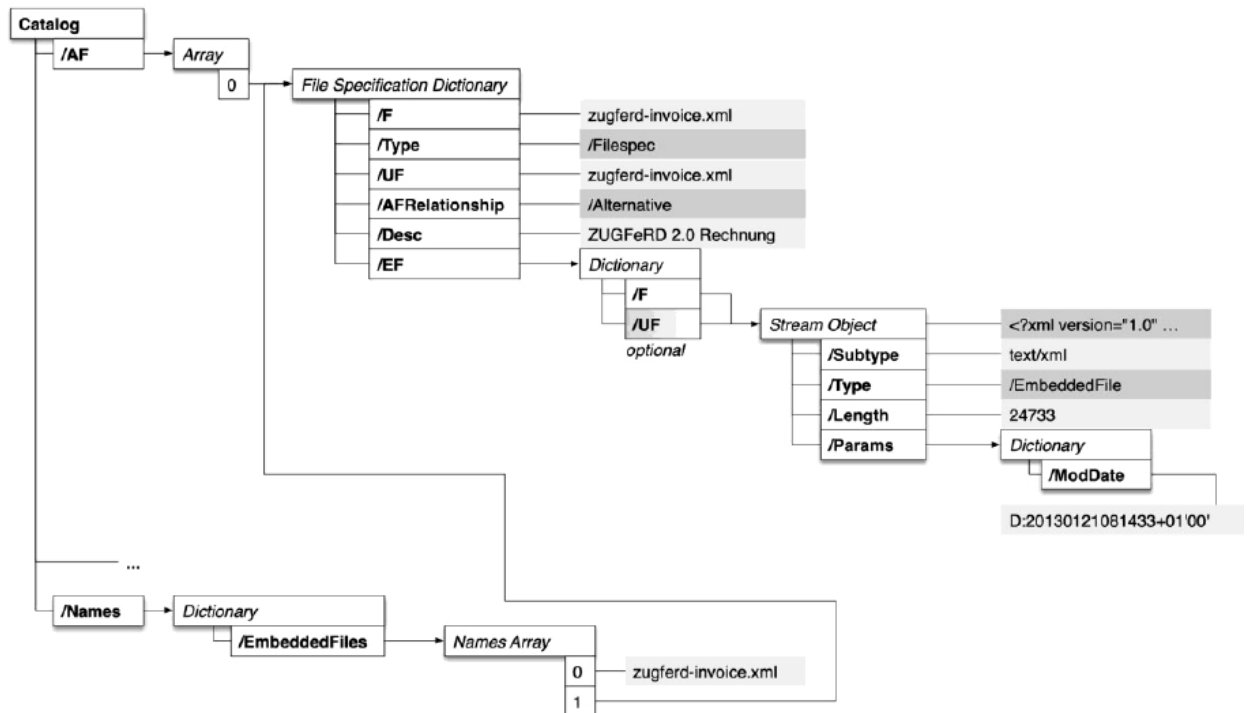 Catalog
/AF
Array
0
File Specification Dictionary
/F
zugferd-invoice.xml
/Type
/Filespec
/UF
zugferd-invoice.xml
/AFRelationship
/Alternative
/Desc
ZUGFeRD 2.0 Rechnung
/EF
Dictionary
/F
/UF
optional
Stream Object
<?xml version="1.0" ...
/Subtype
text/xml
/Type
/EmbeddedFile
/Length
24733
/Params
Dictionary
/ModDate
D:20130121081433+01'00'
...
/Names
Dictionary
/EmbeddedFiles
Names Array
0
zugferd-invoice.xml
1